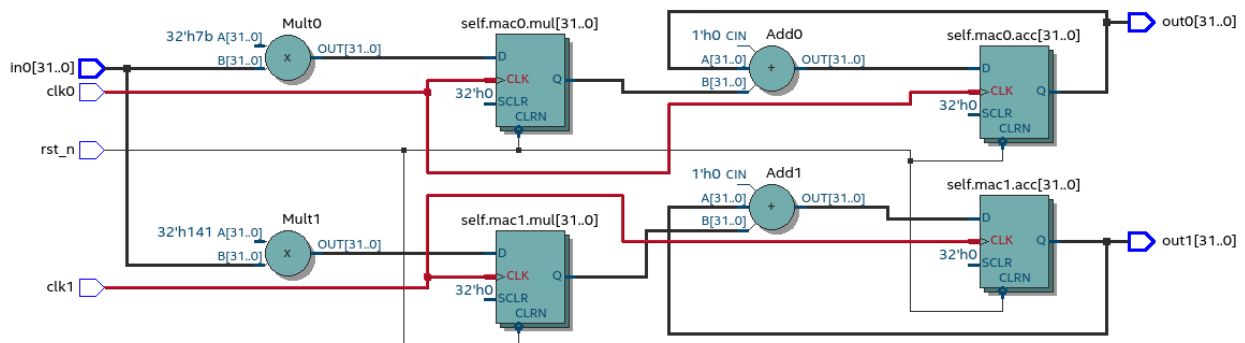 Mult0
32'h7b A[31..0]
B[31..0]
OUT[31..0]
x
in0[31..0]
clk0
self.mac0.mul[31..0]
D
CLK
Q
32'h0
SCLR
CLRN
1'h0 CIN
Add0
A[31..0]
B[31..0]
OUT[31..0]
+
self.mac0.acc[31..0]
D
CLK
Q
32'h0
SCLR
CLRN
out0[31..0]
rst_n
Mult1
32'h141 A[31..0]
B[31..0]
OUT[31..0]
x
clk1
self.mac1.mul[31..0]
D
CLK
Q
32'h0
SCLR
CLRN
1'h0 CIN
Add1
A[31..0]
B[31..0]
OUT[31..0]
+
self.mac1.acc[31..0]
D
CLK
Q
32'h0
SCLR
CLRN
out1[31..0]